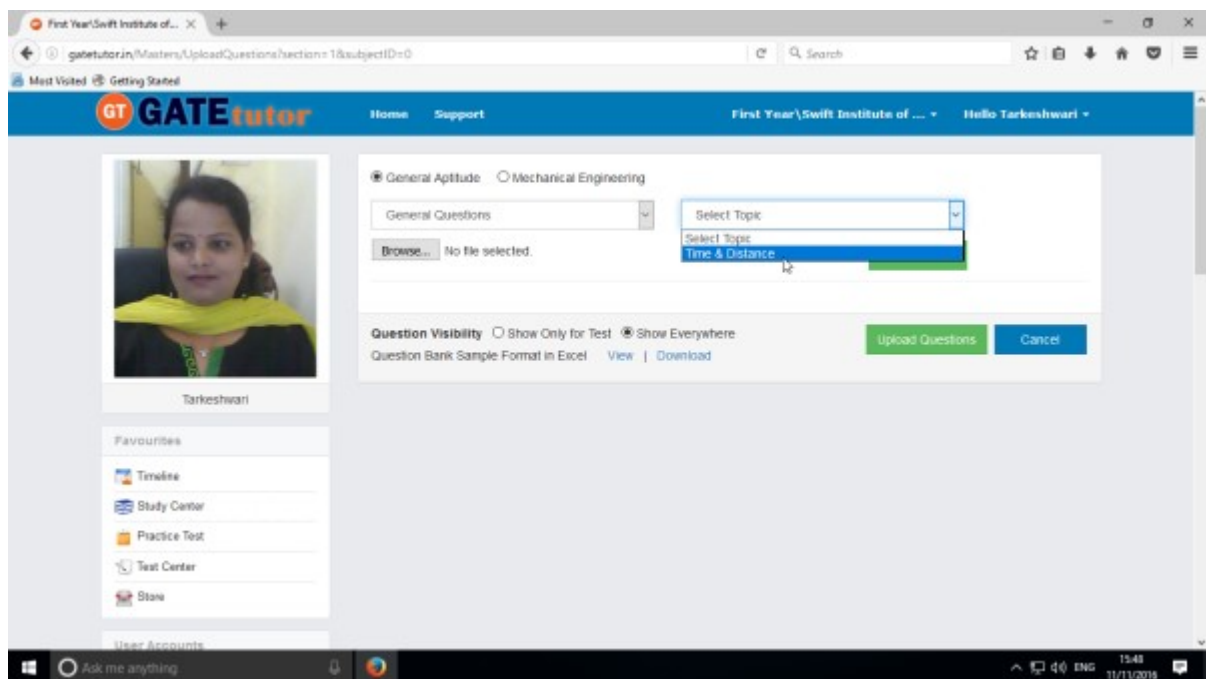 First Year\Swift Institute of...
gatetutor.in/Masters/UploadQuestions?section=1&subjectID=0
Search
Most Visited
Getting Started
GT GATEtutor
Home
Support
First Year\Swift Institute of ....
Hello Tarkeshwari
General Aptitude
Mechanical Engineering
General Questions
Select Topic
Select Topic
Time & Distance
Browse...
No file selected.
Question Visibility
Show Only for Test
Show Everywhere
Question Bank Sample Format in Excel
View | Download
Upload Questions
Cancel
Tarkeshwari
Favourites
Timeline
Study Center
Practice Test
Test Center
Store
User Accounts
Ask me anything
ENG
15:48
11/11/2016